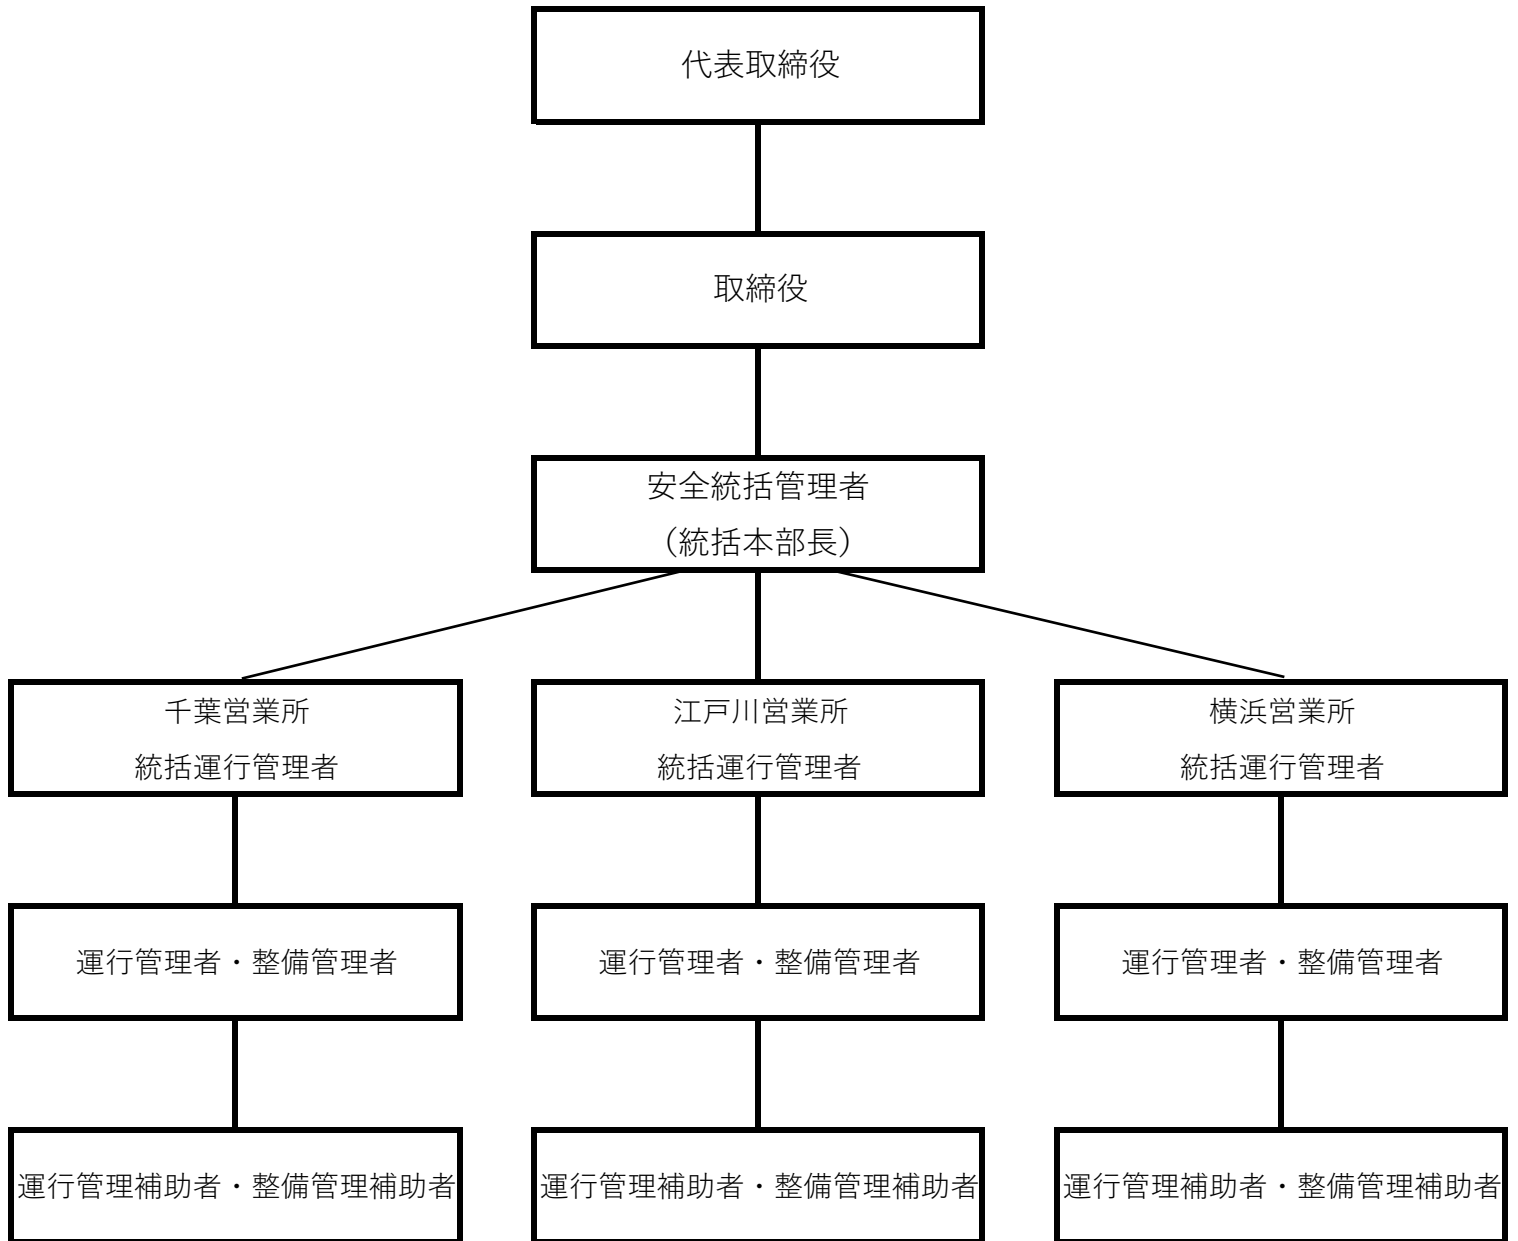 代表取締役
取締役
安全統括管理者
（統括本部長）
千葉営業所
統括運行管理者
江戸川営業所
統括運行管理者
横浜営業所
統括運行管理者
運行管理者・整備管理者
運行管理者・整備管理者
運行管理者・整備管理者
運行管理補助者・整備管理補助者
運行管理補助者・整備管理補助者
運行管理補助者・整備管理補助者